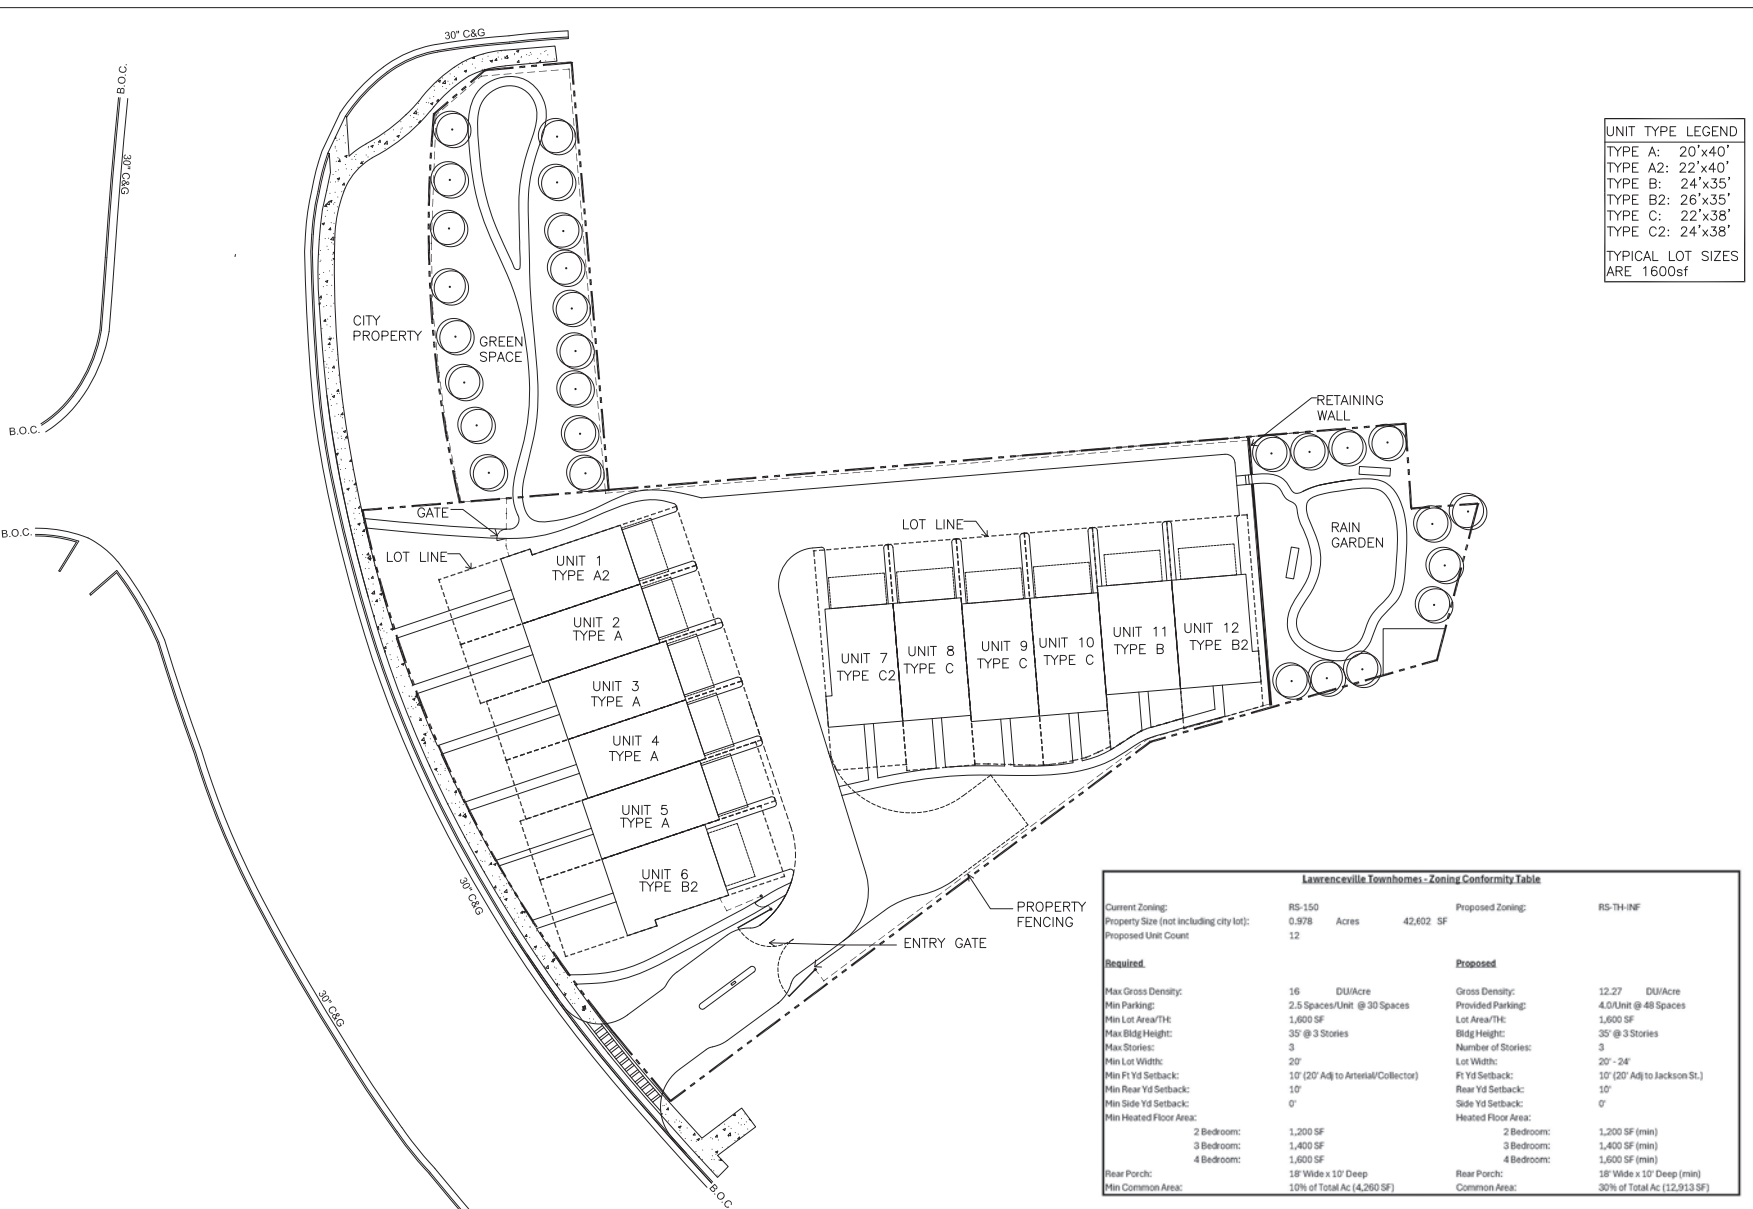 30" C&G
B.O.C.
30" C&G
UNIT TYPE LEGEND
TYPE A: 20'x40'
TYPE A2: 22'x40'
TYPE B: 24'x35'
TYPE B2: 26'x35'
TYPE C: 22'x38'
TYPE C2: 24'x38'
TYPICAL LOT SIZES
ARE 1600sf
CITY
PROPERTY
GREEN
SPACE
B.O.C.
RETAINING
WALL
GATE
LOT LINE
RAIN
GARDEN
B.O.C.
LOT LINE
UNIT 1
TYPE A2
UNIT 2
TYPE A
UNIT 3
TYPE A
UNIT 4
TYPE A
UNIT 5
TYPE A
UNIT 6
TYPE B2
UNIT 7
TYPE C2
UNIT 8
TYPE C
UNIT 9
TYPE C
UNIT 10
TYPE C
UNIT 11
TYPE B
UNIT 12
TYPE B2
30" C&G
PROPERTY
FENCING
ENTRY GATE
30" C&G
B.O.C.
Lawrenceville Townhomes - Zoning Conformity Table
Current Zoning: RS-150 Proposed Zoning: RS-TH-INF
Property Size (not including city lot): 0.978 Acres 42,602 SF
Proposed Unit Count 12
Required Proposed
Max Gross Density: 16 DU/Acre Gross Density: 12.27 DU/Acre
Min Parking: 2.5 Spaces/Unit @ 30 Spaces Provided Parking: 4.0/Unit @ 48 Spaces
Min Lot Area/TH: 1,600 SF Lot Area/TH: 1,600 SF
Max Bldg Height: 35' @ 3 Stories Bldg Height: 35' @ 3 Stories
Max Stories: 3 Number of Stories: 3
Min Lot Width: 20' Lot Width: 20' - 24'
Min Ft Yd Setback: 10' (20' Adj to Arterial/Collector) Ft Yd Setback: 10' (20' Adj to Jackson St.)
Min Rear Yd Setback: 10' Rear Yd Setback: 10'
Min Side Yd Setback: 0' Side Yd Setback: 0'
Min Heated Floor Area: Heated Floor Area:
2 Bedroom: 1,200 SF 2 Bedroom: 1,200 SF (min)
3 Bedroom: 1,400 SF 3 Bedroom: 1,400 SF (min)
4 Bedroom: 1,600 SF 4 Bedroom: 1,600 SF (min)
Rear Porch: 18' Wide x 10' Deep Rear Porch: 18' Wide x 10' Deep (min)
Min Common Area: 10% of Total Ac (4,260 SF) Common Area: 30% of Total Ac (12,913 SF)